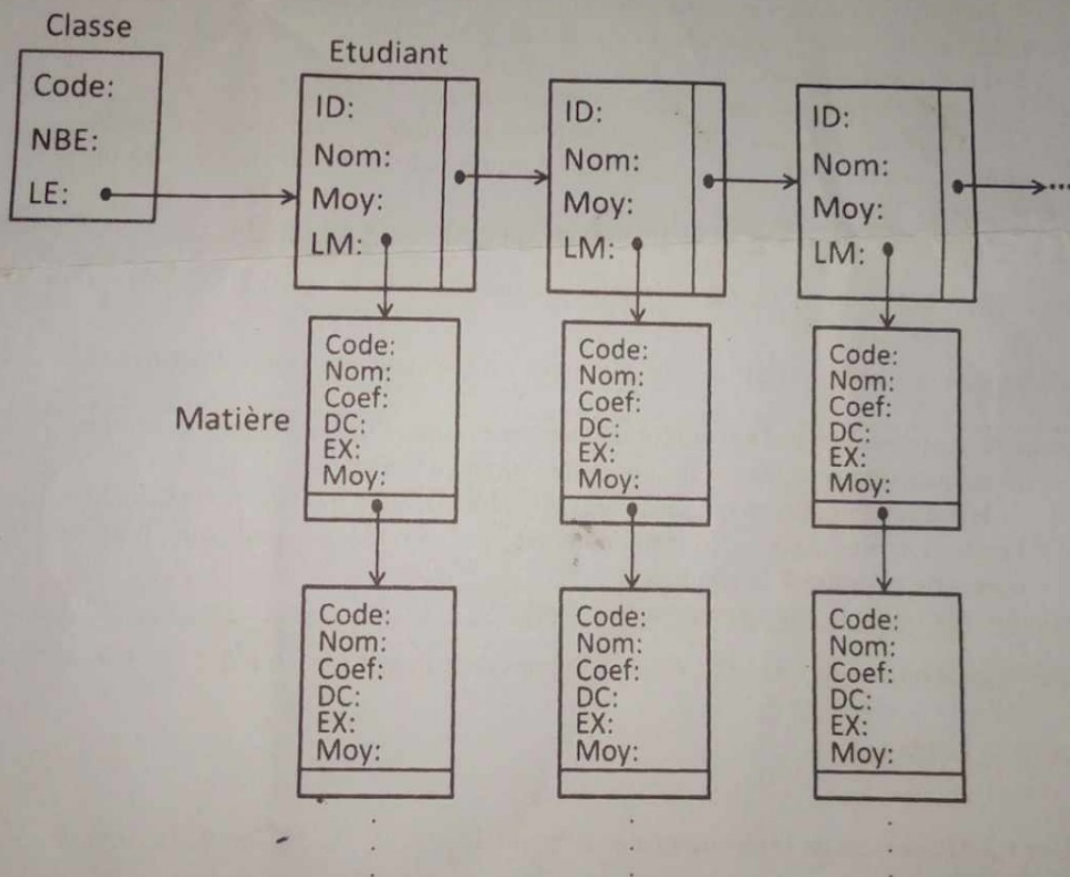 Classe
Code:
NBE:
LE:
Etudiant
ID:
Nom:
Moy:
LM:
ID:
Nom:
Moy:
LM:
ID:
Nom:
Moy:
LM:
...
Matière
Code:
Nom:
Coef:
DC:
EX:
Moy:
Code:
Nom:
Coef:
DC:
EX:
Moy:
Code:
Nom:
Coef:
DC:
EX:
Moy:
Code:
Nom:
Coef:
DC:
EX:
Moy:
Code:
Nom:
Coef:
DC:
EX:
Moy:
Code:
Nom:
Coef:
DC:
EX:
Moy: